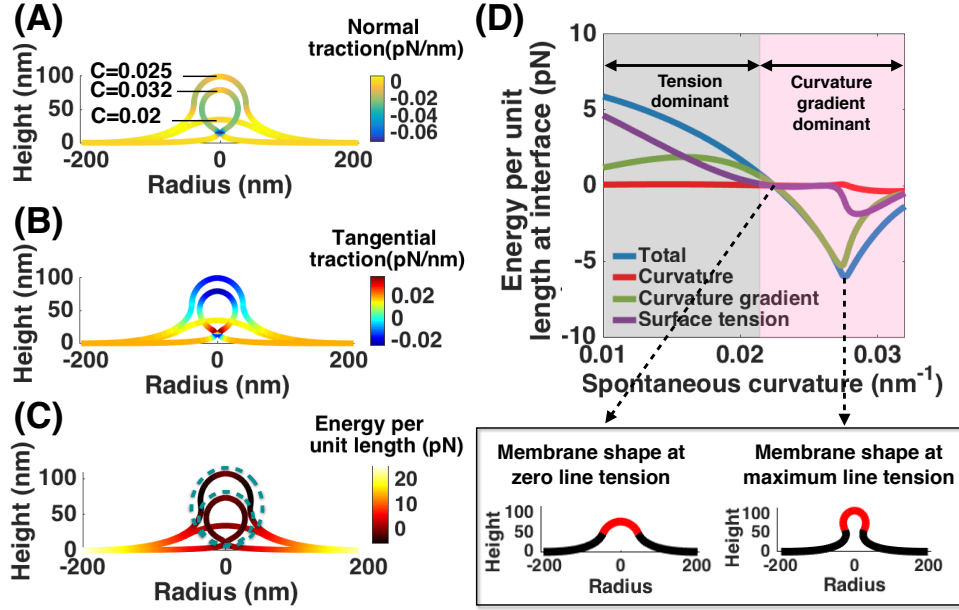 (A)
Normal
traction(pN/nm)
Height (nm)
100
50
0
C=0.025
C=0.032
C=0.02
-200
0
200
Radius (nm)
0
-0.02
-0.04
-0.06
(B)
Tangential
traction(pN/nm)
Height (nm)
100
50
0
-200
0
200
Radius (nm)
0.02
0
-0.02
(C)
Energy per
unit length (pN)
Height (nm)
100
50
0
-200
0
200
Radius (nm)
20
10
0
(D)
Energy per unit
length at interface (pN)
10
5
0
-5
-10
Tension
dominant
Curvature
gradient
dominant
Total
Curvature
Curvature gradient
Surface tension
0.01
0.02
0.03
Spontaneous curvature (nm-1)
Membrane shape at
zero line tension
Height
100
50
0
-200
0
200
Radius
Membrane shape at
maximum line tension
Height
100
50
0
-200
0
200
Radius